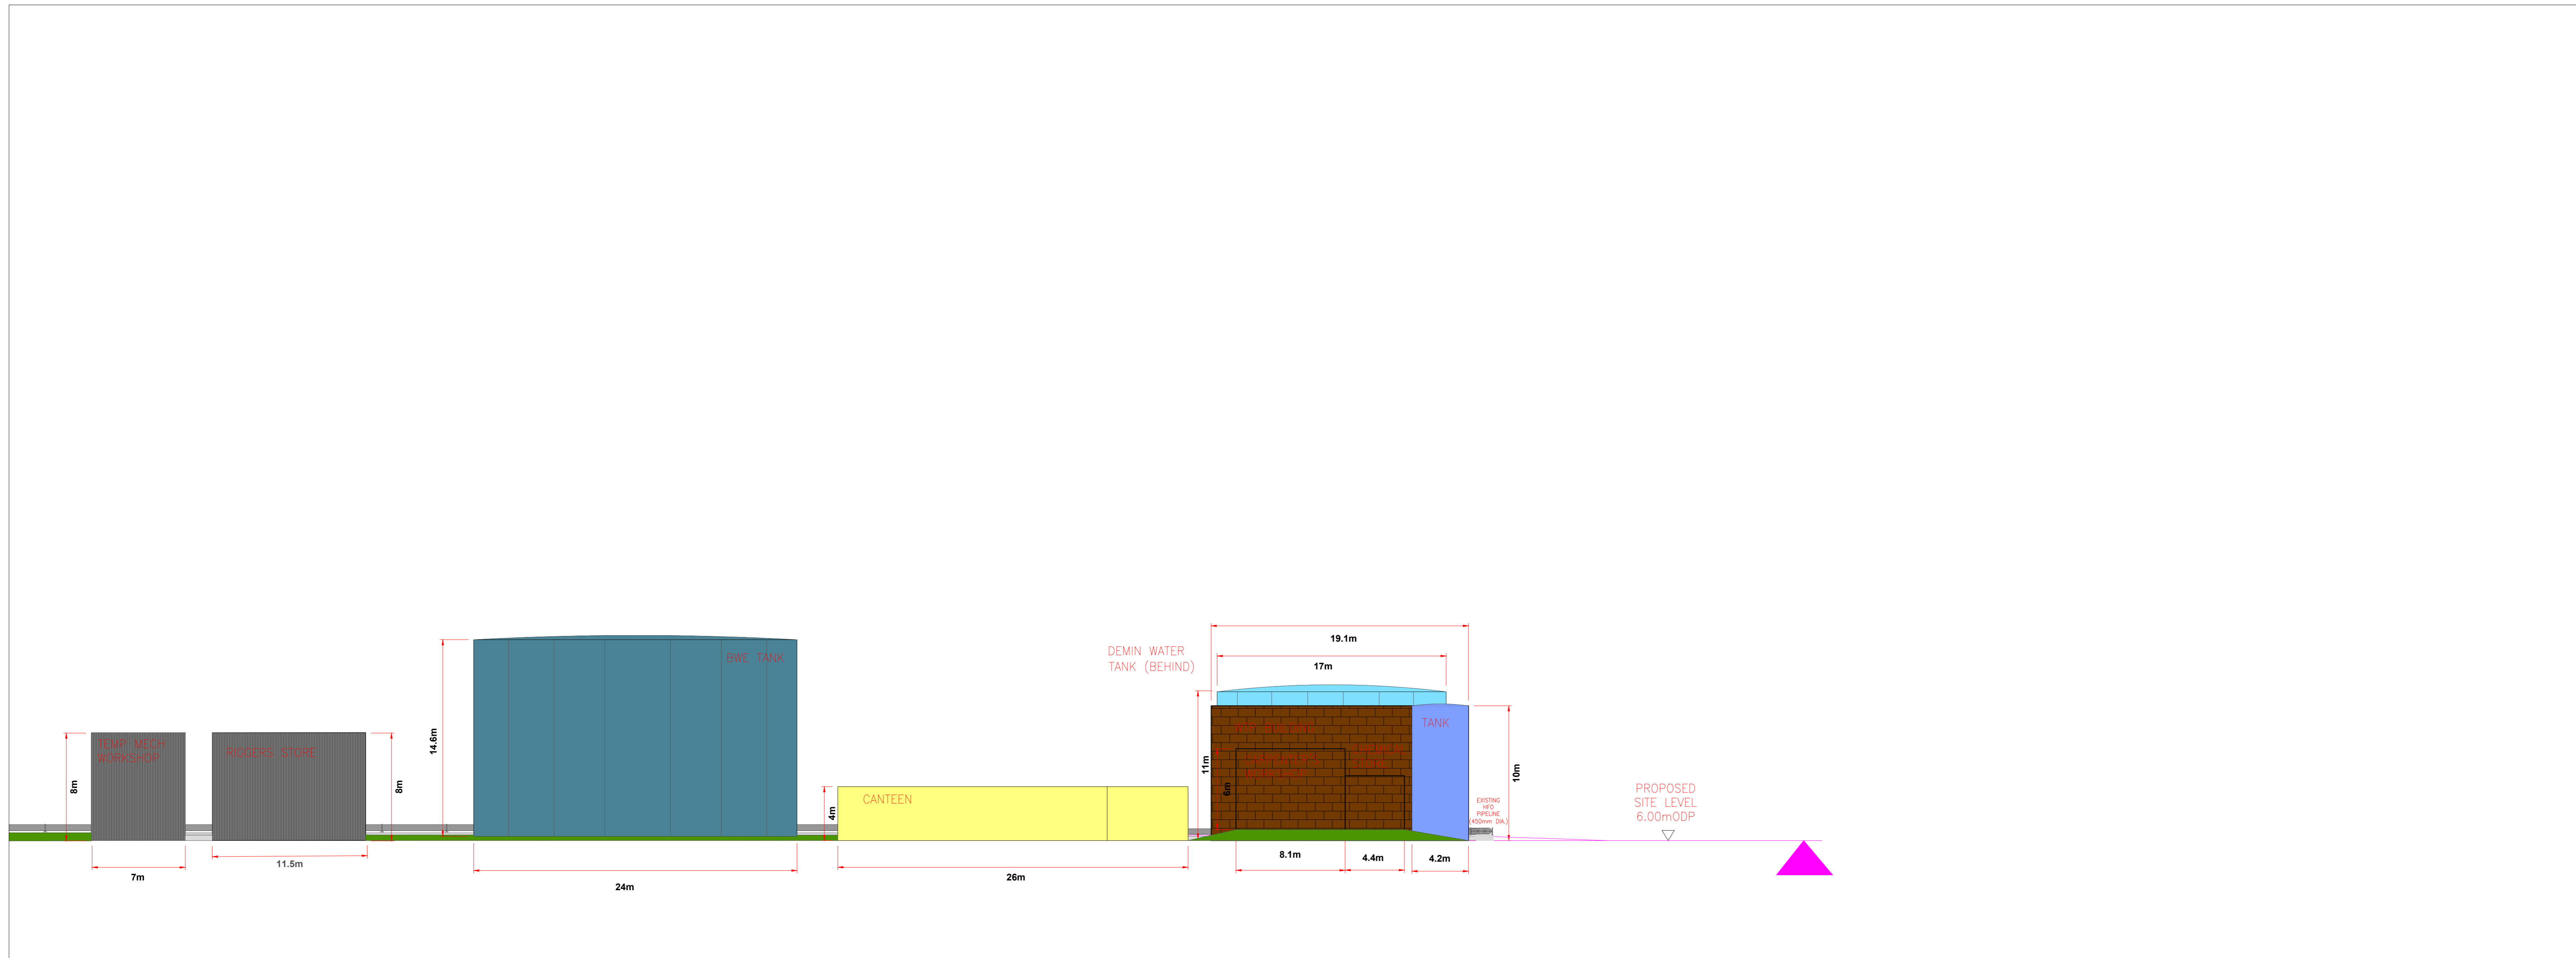 TEMP MECH
WORKSHOP
8m
7m
RIGGERS STORE
8m
11.5m
BWE TANK
14.6m
24m
CANTEEN
4m
26m
DEMIN WATER
TANK (BEHIND)
19.1m
17m
11m
6m
TANK
10m
8.1m
4.4m
4.2m
EXISTING
HFO
PIPELINE
(450mm DIA.)
PROPOSED
SITE LEVEL
6.00mODP